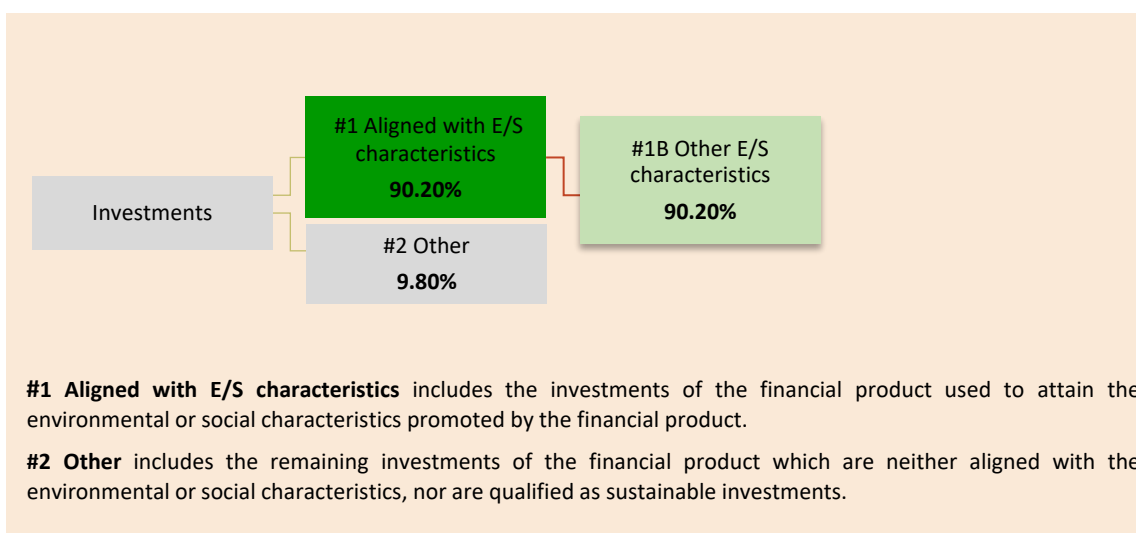 Investments
#1 Aligned with E/S
characteristics
90.20%
#2 Other
9.80%
#1B Other E/S
characteristics
90.20%
#1 Aligned with E/S characteristics includes the investments of the financial product used to attain the
environmental or social characteristics promoted by the financial product.
#2 Other includes the remaining investments of the financial product which are neither aligned with the
environmental or social characteristics, nor are qualified as sustainable investments.